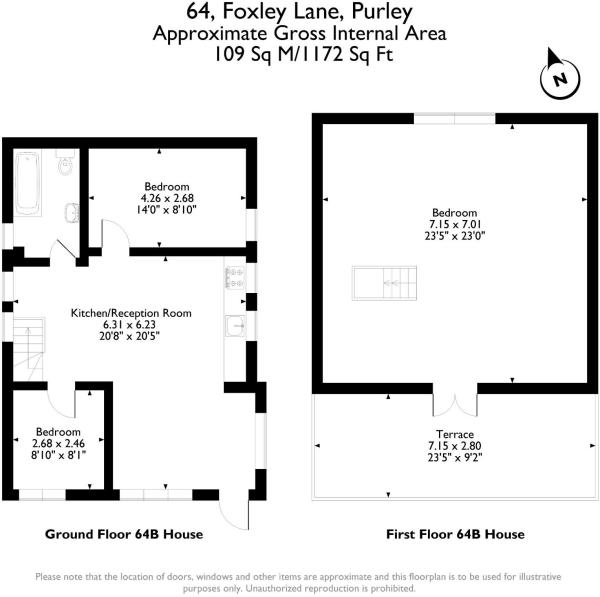 64, Foxley Lane, Purley
Approximate Gross Internal Area
109 Sq M/1172 Sq Ft
N
Bedroom
4.26 x 2.68
14'0" x 8'10"
Kitchen/Reception Room
6.31 x 6.23
20'8" x 20'5"
Bedroom
2.68 x 2.46
8'10" x 8'1"
Bedroom
7.15 x 7.01
23'5" x 23'0"
Terrace
7.15 x 2.80
23'5" x 9'2"
Ground Floor 64B House
First Floor 64B House
Please note that the location of doors, windows and other items are approximate and this floorplan is to be used for illustrative
purposes only. Unauthorized reproduction is prohibited.